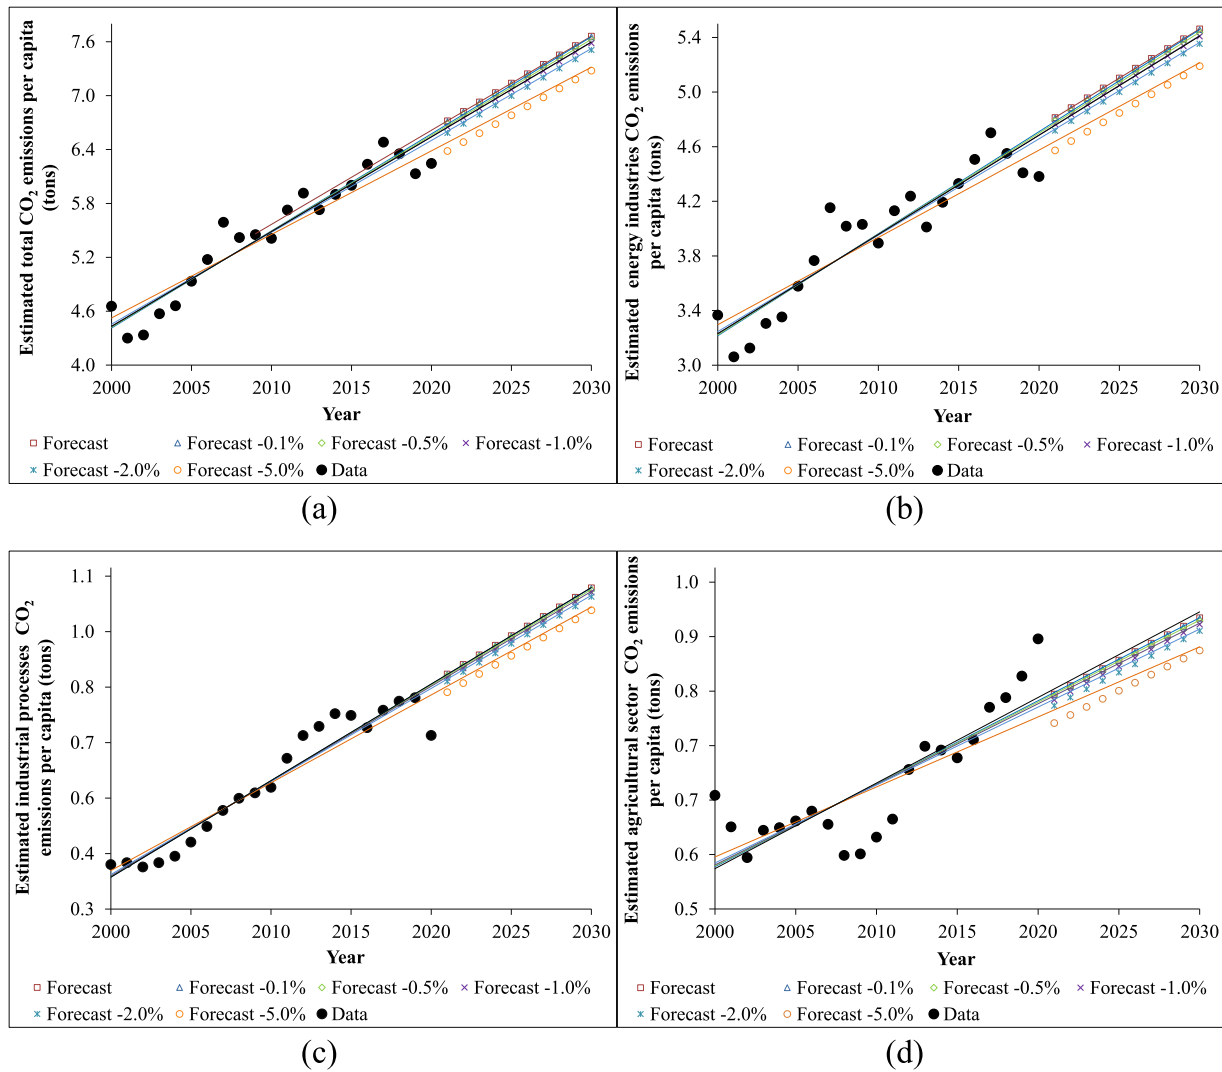 Estimated total CO2 emissions per capita
(tons)
7.6
7.0
6.4
5.8
5.2
4.6
4.0
2000 2005 2010 2015 2020 2025 2030
Year
Forecast Forecast -0.1% Forecast -0.5% Forecast -1.0%
Forecast -2.0% Forecast -5.0% Data
(a)
Estimated energy industries CO2 emissions
per capita (tons)
5.4
5.0
4.6
4.2
3.8
3.4
3.0
2000 2005 2010 2015 2020 2025 2030
Year
Forecast Forecast -0.1% Forecast -0.5% Forecast -1.0%
Forecast -2.0% Forecast -5.0% Data
(b)
Estimated industrial processes CO2
emissions per capita (tons)
1.1
1.0
0.8
0.7
0.6
0.4
0.3
2000 2005 2010 2015 2020 2025 2030
Year
Forecast Forecast -0.1% Forecast -0.5% Forecast -1.0%
Forecast -2.0% Forecast -5.0% Data
(c)
Estimated agricultural sector CO2 emissions
per capita (tons)
1.0
0.9
0.8
0.7
0.7
0.6
0.5
2000 2005 2010 2015 2020 2025 2030
Year
Forecast Forecast -0.1% Forecast -0.5% Forecast -1.0%
Forecast -2.0% Forecast -5.0% Data
(d)